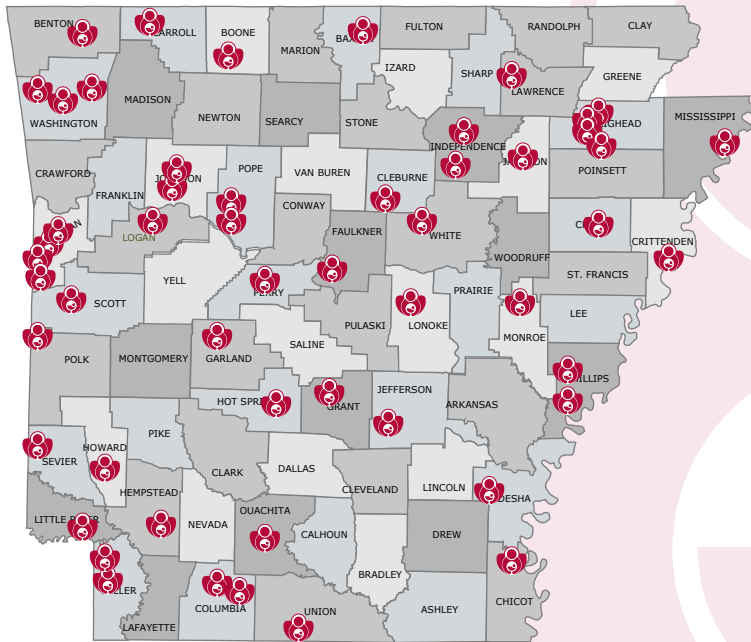 BENTON
BOONE
FULTON
RANDOLPH
CLAY
MARION
IZARD
SHARP
GREENE
LAWRENCE
WASHINGTON
MADISON
NEWTON
SEARCY
STONE
INDEPENDENCE
MISSISSIPPI
POINSETT
CRAWFORD
FRANKLIN
POPE
VAN BUREN
CLEBURNE
CONWAY
LOGAN
FAULKNER
WHITE
WOODRUFF
CRITTENDEN
ST. FRANCIS
YELL
SCOTT
PRAIRIE
LEE
PULASKI
LONOKE
MONROE
SALINE
POLK
MONTGOMERY
GARLAND
GRANT
JEFFERSON
ARKANSAS
HOT SPRI
PIKE
HOWARD
SEVIER
CLARK
DALLAS
CLEVELAND
LINCOLN
DESHA
HEMPSTEAD
NEVADA
OUACHITA
CALHOUN
DREW
BRADLEY
COLUMBIA
UNION
ASHLEY
CHICOT
LAFAYETTE